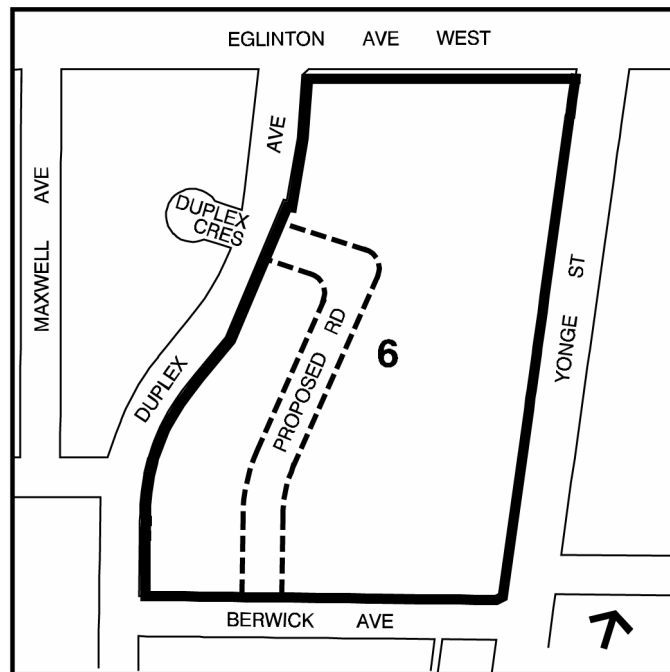 EGLINTON AVE WEST
AVE
MAXWELL AVE
DUPLEX
CRES
DUPLEX
PROPOSED RD
6
YONGE ST
BERWICK AVE